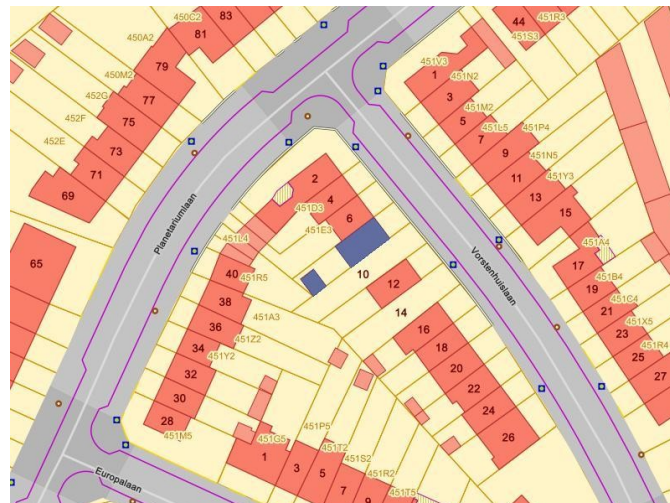 450C2
83
81
450A2
79
450M2
77
452G
75
452F
73
452E
71
69
65
Planetariumlaan
44
451R3
451S3
451V3
1
451N2
3
451M2
5
451L5
7
451P4
9
451N5
11
451Y3
13
15
451A4
17
451B4
19
451C4
21
451X5
23
451R4
25
27
Vorstenhuislaan
2
451D3
4
451E3
6
10
12
14
16
18
20
22
24
26
451L4
40
451R5
38
451A3
36
451Z2
34
451Y2
32
30
28
451M5
451G5
1
451P5
3
451T2
5
451S2
7
451R2
9
451T5
Europalaan